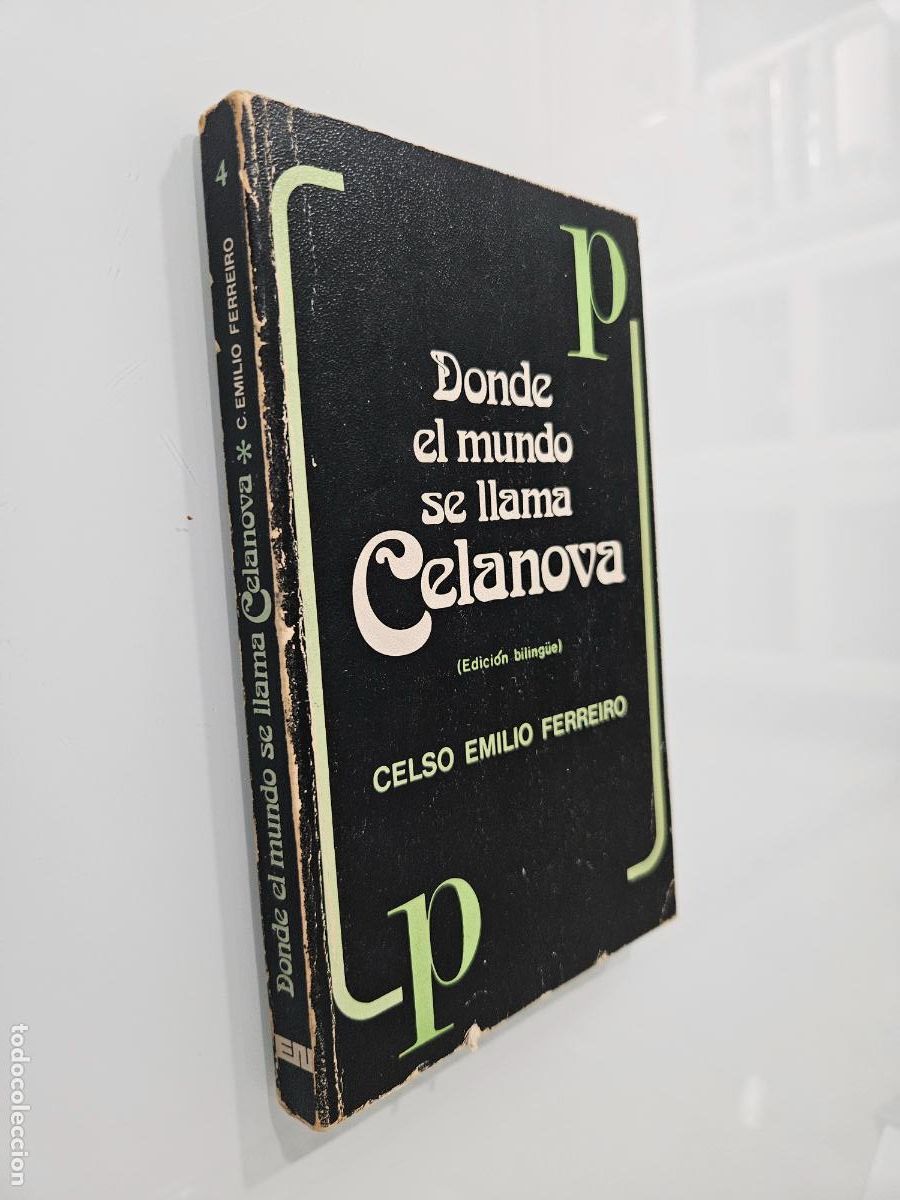 p
Donde
el mundo
se llama
Celanova
(Edición bilingüe)
CELSO EMILIO FERREIRO
p
Donde el mundo se llama Celanova * C. EMILIO FERREIRO 4
EN
todocoleccion